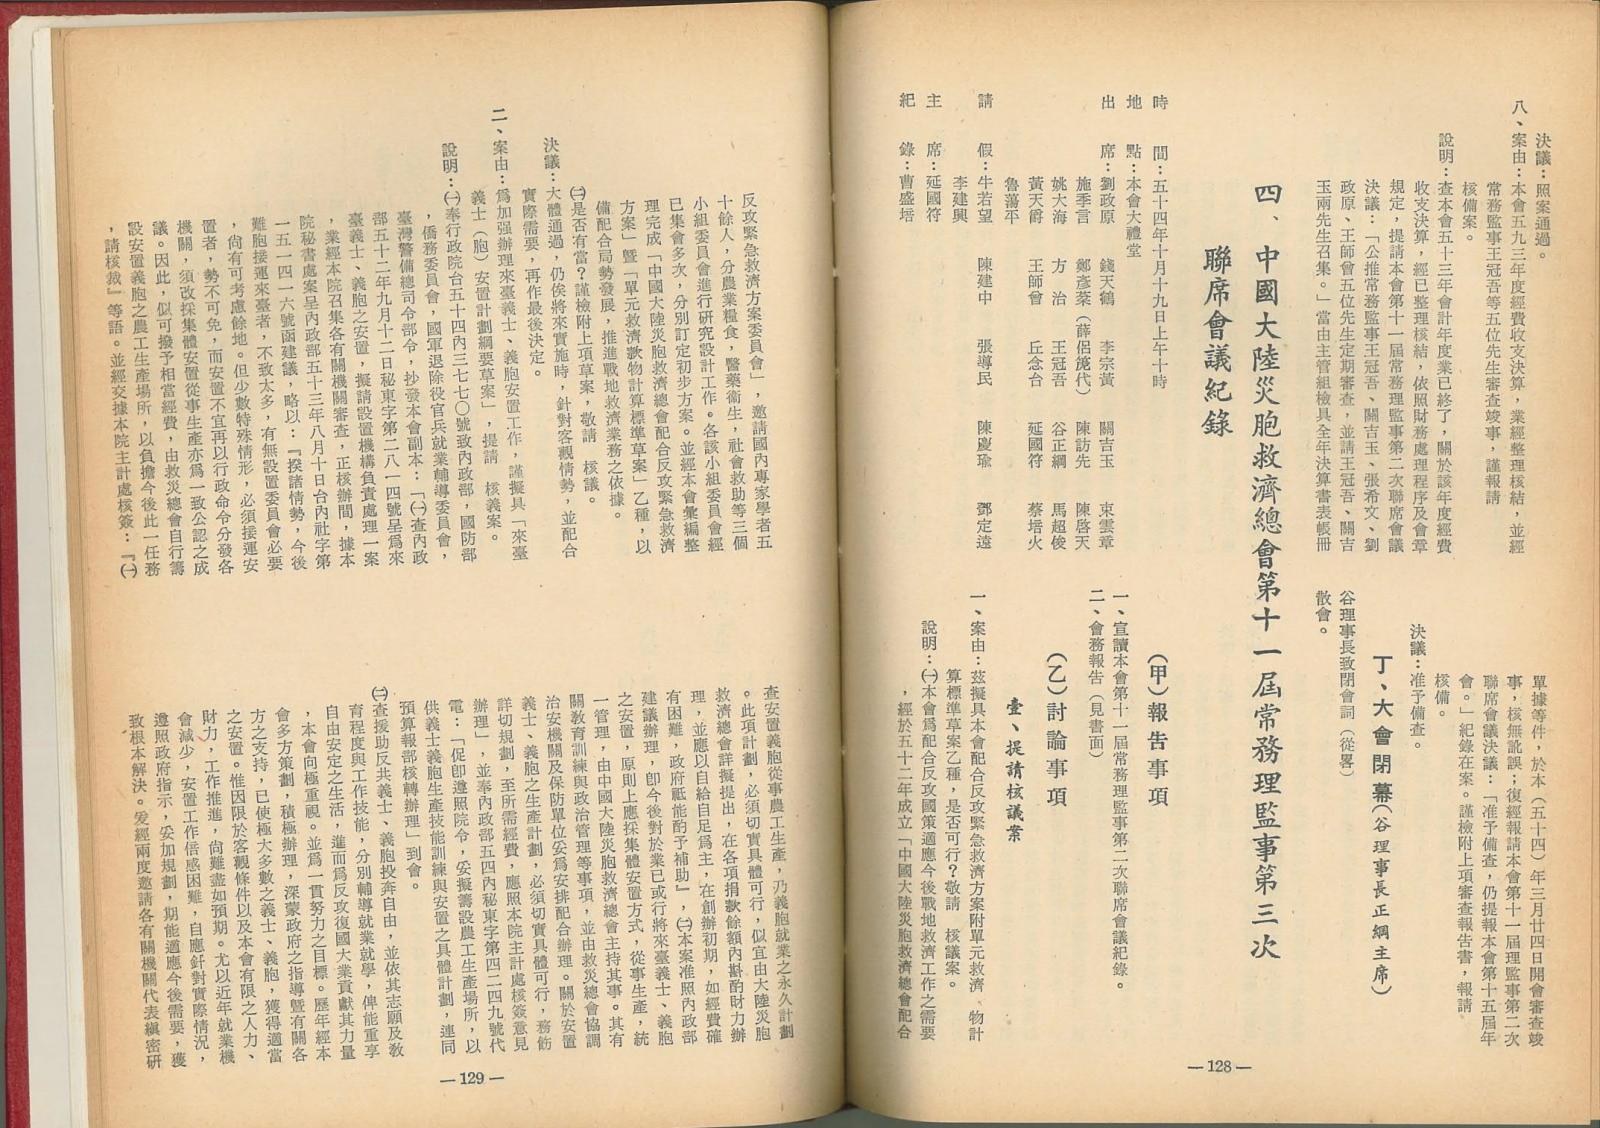 決議：照案通過。
八、案由：本會五九三年度經費收支決算，業經整理核結，並經
常務監事王冠吾等五位先生審查竣事，謹報請
核備案。
說明：查本會五十三年會計年度業已終了，關於該年度經費
收支決算，經已整理核結，依照財務處理程序及會章
規定，提請本會第十一屆常務理監事第二次聯席會議
決議：「公推常務監事王冠吾、關吉玉、張希文、劉
政原、王師曾五位先生定期審查，並請王冠吾、關吉
玉兩先生召集。」當由主管組檢具全年決算書表帳冊
單據等件，於本（五十四）年三月廿四日開會審查竣
事，核無訛誤；復經報請本會第十一屆理監事第二次
聯席會議決議：「准予備查，仍提報本會第十五屆年
會。」紀錄在案。謹檢附上項審查報告書，報請
核備。
決議：准予備查。
丁、大會閉幕（谷理事長正綱主席）
谷理事長致閉會詞（從畧）
散會。
四、中國大陸災胞救濟總會第十一屆常務理監事第三次
聯席會議紀錄
時間：五十四年十月十九日上午十時
地點：本會大禮堂
出席：劉政原　錢天鶴　李宗黃　關吉玉　束雲章
施季言　鄭彥棻（薛侶箎代）　陳訪先　陳啓天
姚大海　方治　王冠吾　谷正綱　馬超俊
黃天爵　王師曾　丘念台　延國符　蔡培火
魯蕩平
請假：牛若望　陳建中　張導民　陳慶瑜　鄧定遠
李建興
主席：延國符
紀錄：曹盛培
（甲）報告事項
一、宣讀本會第十一屆常務理監事第二次聯席會議紀錄。
二、會務報告（見書面）
（乙）討論事項
壹、提請核議案
一、案由：茲擬具本會配合反攻緊急救濟方案附單元救濟　物計
算標準草案乙種，是否可行？敬請　核議案。
說明：㈠本會爲配合反攻國策適應今後戰地救濟工作之需要
，經於五十二年成立「中國大陸災胞救濟總會配合
—128—
反攻緊急救濟方案委員會」，邀請國內專家學者五
十餘人，分農業糧食，醫藥衞生，社會救助等三個
小組委員會進行研究設計工作。各該小組委員會經
已集會多次，分別訂定初步方案。並經本會彙編整
理完成「中國大陸災胞救濟總會配合反攻緊急救濟
方案」暨「單元救濟款物計算標準草案」乙種，以
備配合局勢發展，推進戰地救濟業務之依據。
㈡是否有當？謹檢附上項草案，敬請　核議。
決議：大體通過，仍俟將來實施時，針對客觀情勢，並配合
實際需要，再作最後決定。
二、案由：爲加强辦理來臺義士、義胞安置工作，謹擬具「來臺
義士（胞）安置計劃綱要草案」，提請　核義案。
說明：㈠奉行政院台五十四內三七七〇號致內政部，國防部
，僑務委員會，國軍退除役官兵就業輔導委員會，
臺灣警備總司令部令，抄發本會副本：「㈠查內政
部五十二年九月十二日秘東字第二八一四號呈爲來
臺義士、義胞之安置，擬請設置機構負責處理一案
，業經本院召集各有關機關審查，正核辦間，據本
院秘書處案呈內政部五十三年八月十日台內社字第
一五一四一六號函建議，略以：『揆諸情勢，今後
難胞接運來臺者，不致太多，有無設置委員會必要
，尙有可考慮餘地。但少數特殊情形，必須接運安
置者，勢不可免，而安置不宜再以行政命令分發各
機關，須改採集體安置從事生產亦爲一致公認之成
議。因此，似可撥予相當經費，由救災總會自行籌
設安置義胞之農工生產場所，以負擔今後此一任務
，請核裁』等語。並經交據本院主計處核簽：『㈠
查安置義胞從事農工生產，乃義胞就業之永久計劃
。此項計劃，必須切實具體可行，似宜由大陸災胞
救濟總會詳擬提出，在各項捐款餘額內斟酌財力辦
理，並應以自給自足爲主，在創辦初期，如經費確
有困難，政府祗能酌予補助』，㈡本案准照內政部
建議辦理，卽今後對於業已或行將來臺義士、義胞
之安置，原則上應採集體安置方式，從事生產，統
一管理，由中國大陸災胞救濟總會主持其事。其有
關教育訓練與政治管理等事項，並由救災總會協調
治安機關及保防單位妥爲安排配合辦理。關於安置
義士、義胞之生產計劃，必須切實具體可行，務飭
詳切規劃，至所需經費，應照本院主計處核簽意見
辦理」，並奉內政部五四內秘東字第四二四九號代
電：「促卽遵照院令，妥擬籌設農工生產場所，以
供義士義胞生產技能訓練與安置之具體計劃，連同
預算報部核轉辦理」到會。
㈡查援助反共義士、義胞投奔自由，並依其志願及敎
育程度與工作技能，分別輔導就業就學，俾能重享
自由安定之生活，進而爲反攻復國大業貢獻其力量
，本會向極重視。並爲一貫努力之目標。歷年經本
會多方策劃，積極辦理，深蒙政府之指導暨有關各
方之支持，已使極大多數之義士、義胞，獲得適當
之安置。惟因限於客觀條件以及本會有限之人力、
財力，工作推進，尙難盡如預期。尤以近年就業機
會減少，安置工作倍感困難，自應針對實際情況，
遵照政府指示，妥加規劃，期能適應今後需要，獲
致根本解決。爰經兩度邀請各有關機關代表縝密研
—129—